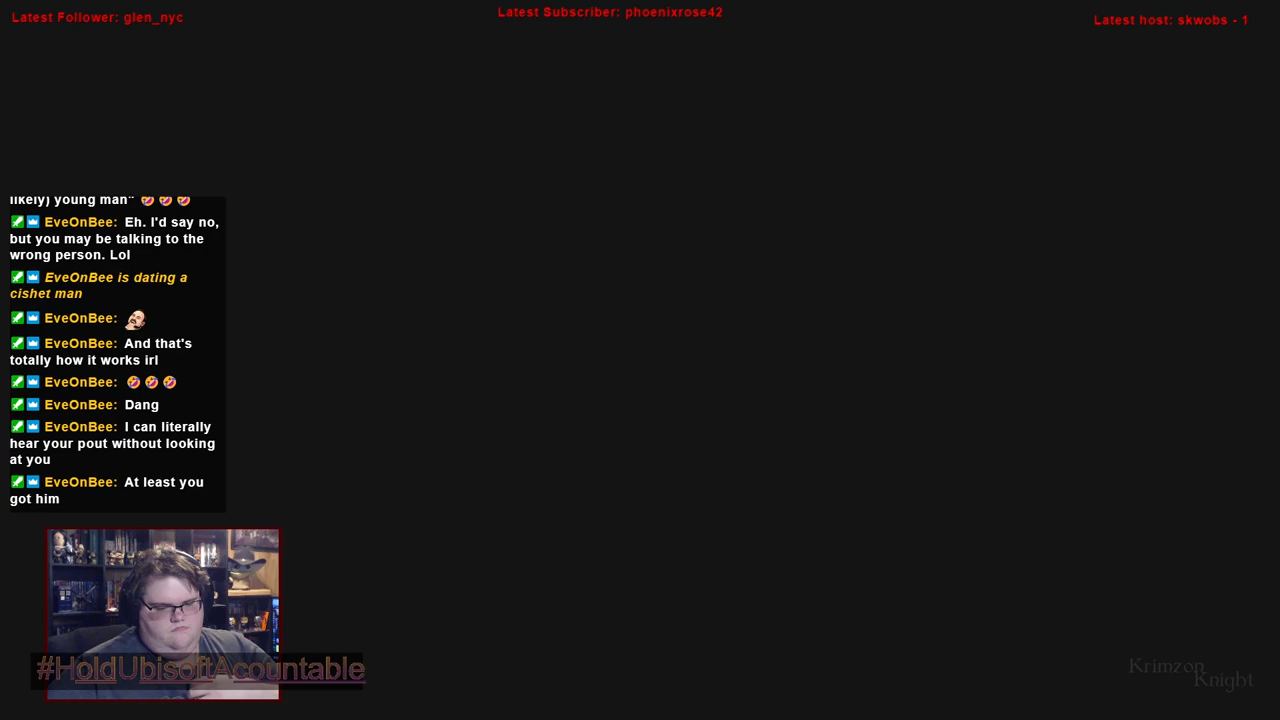 Latest Follower: glen_nyc
Latest Subscriber: phoenixrose42
Latest host: skwobs - 1
likely) young man" 🤣 🤣 🤣
EveOnBee: Eh. I'd say no,
but you may be talking to the
wrong person. Lol
EveOnBee is dating a
cishet man
EveOnBee:
EveOnBee: And that's
totally how it works irl
EveOnBee: 🤣 🤣 🤣
EveOnBee: Dang
EveOnBee: I can literally
hear your pout without looking
at you
EveOnBee: At least you
got him
#HoldUbisoftAcountable
Krimzon
Knight